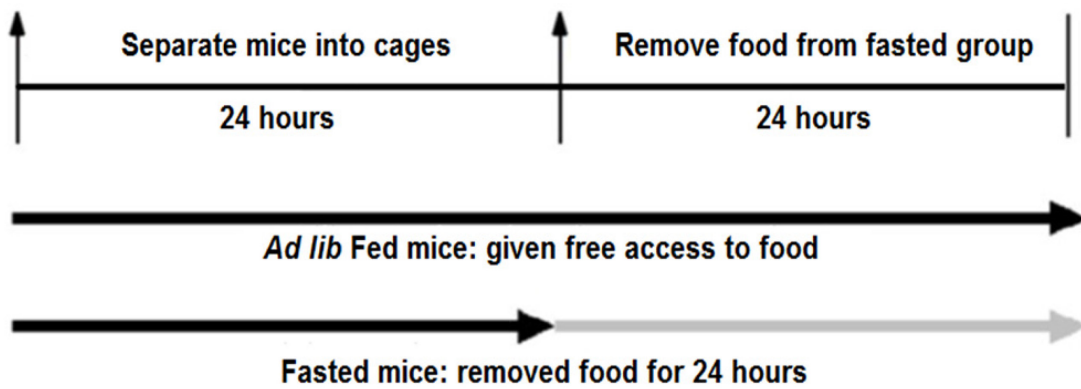 Separate mice into cages
Remove food from fasted group
24 hours
24 hours
Ad lib Fed mice: given free access to food
Fasted mice: removed food for 24 hours